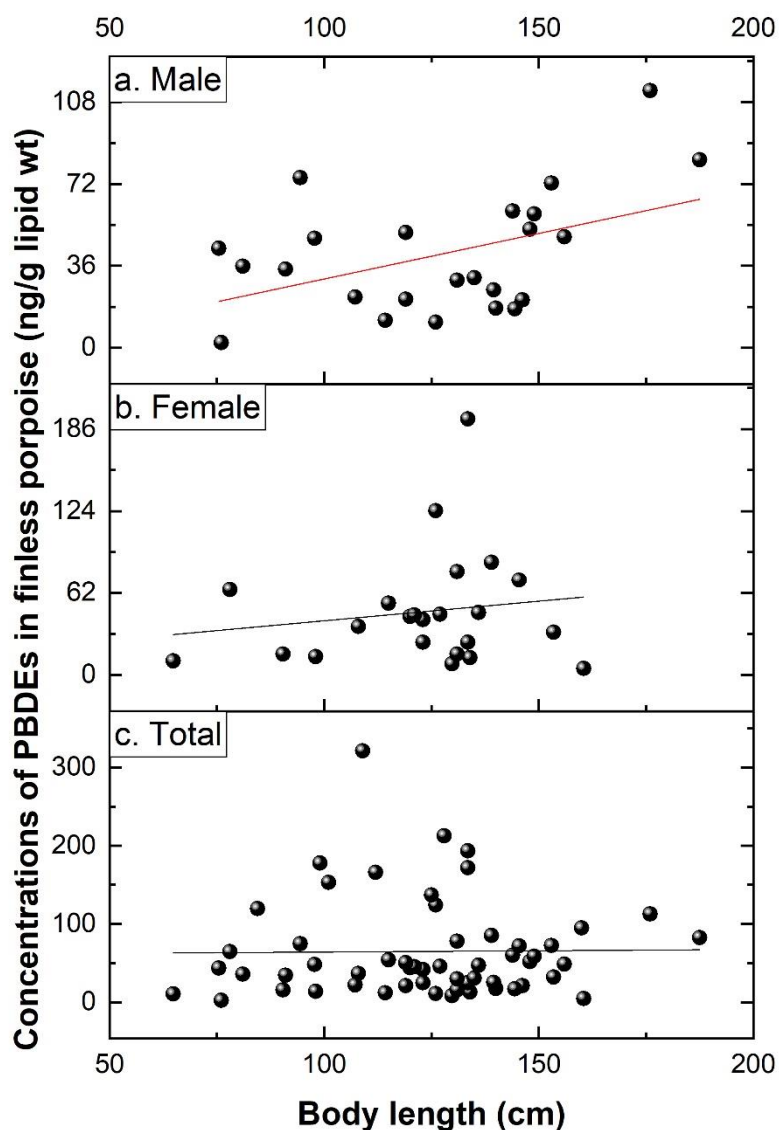 50 100 150 200
a. Male
108
72
36
0
b. Female
186
124
62
0
c. Total
300
200
100
0
50 100 150 200
Body length (cm)
Concentrations of PBDEs in finless porpoise (ng/g lipid wt)